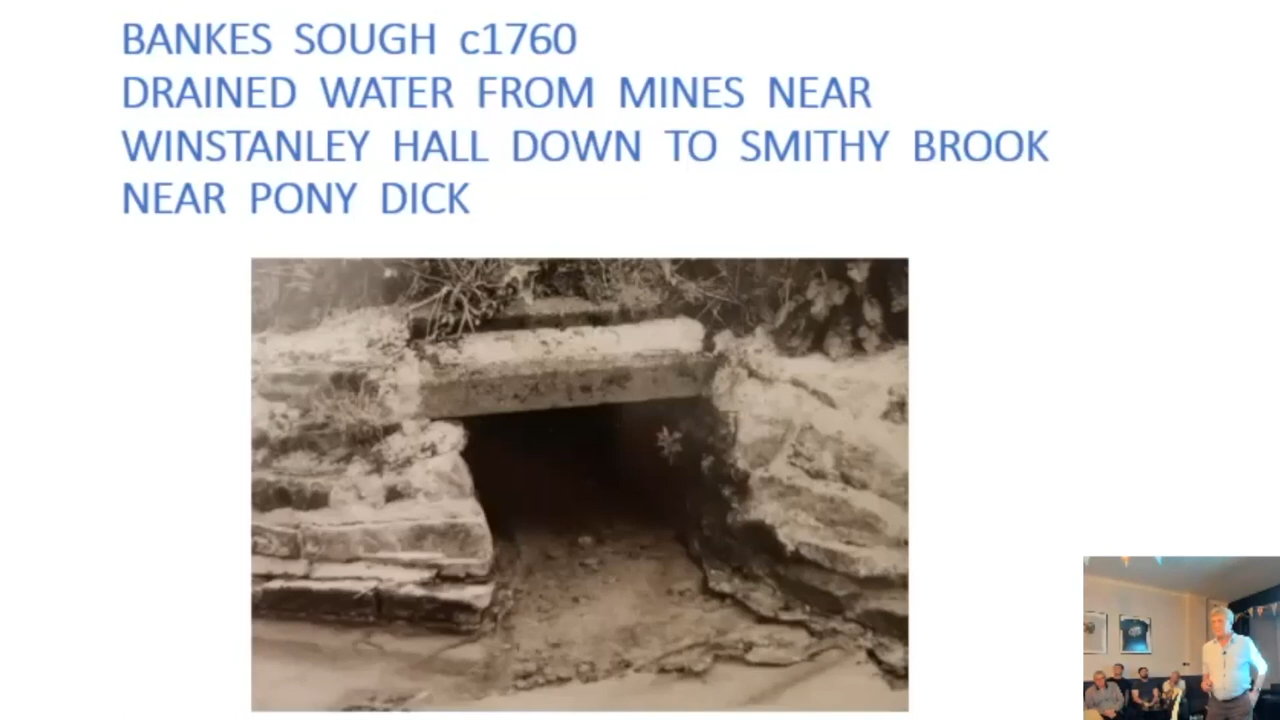 BANKES SOUGH c1760
DRAINED WATER FROM MINES NEAR
WINSTANLEY HALL DOWN TO SMITHY BROOK
NEAR PONY DICK